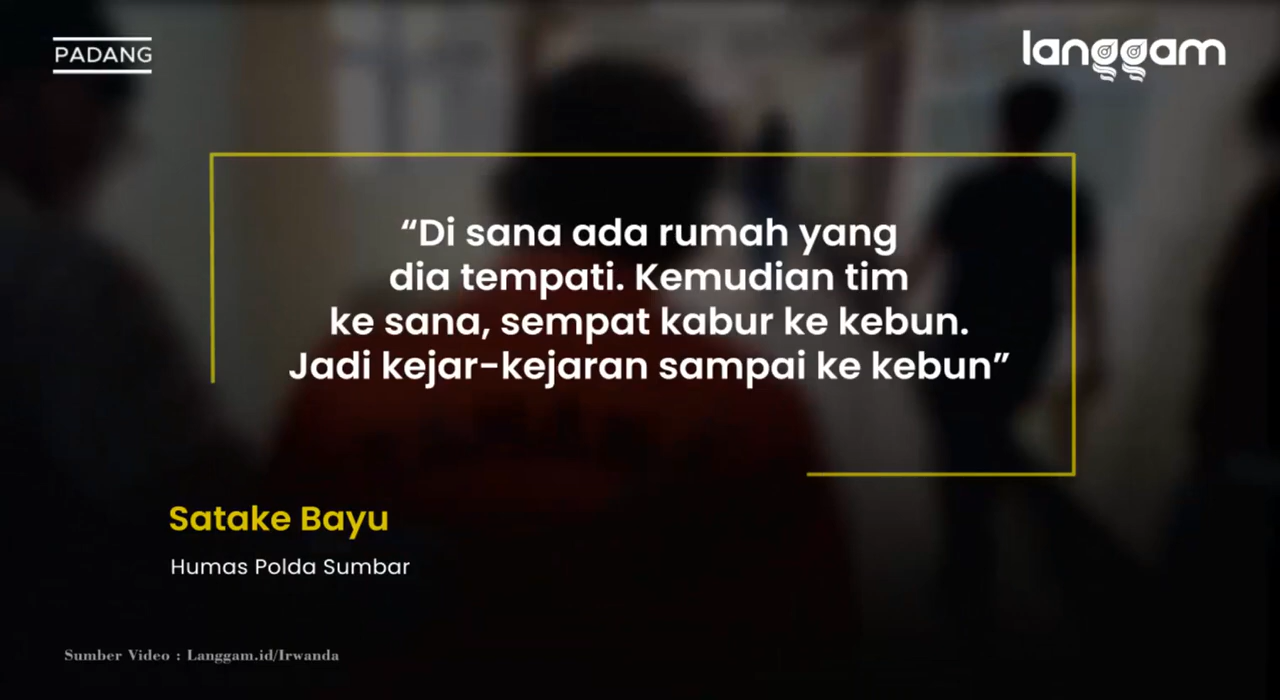 PADANG
langgam
“Di sana ada rumah yang
dia tempati. Kemudian tim
ke sana, sempat kabur ke kebun.
Jadi kejar-kejaran sampai ke kebun”
Satake Bayu
Humas Polda Sumbar
Sumber Video : Langgam.id/Irwanda